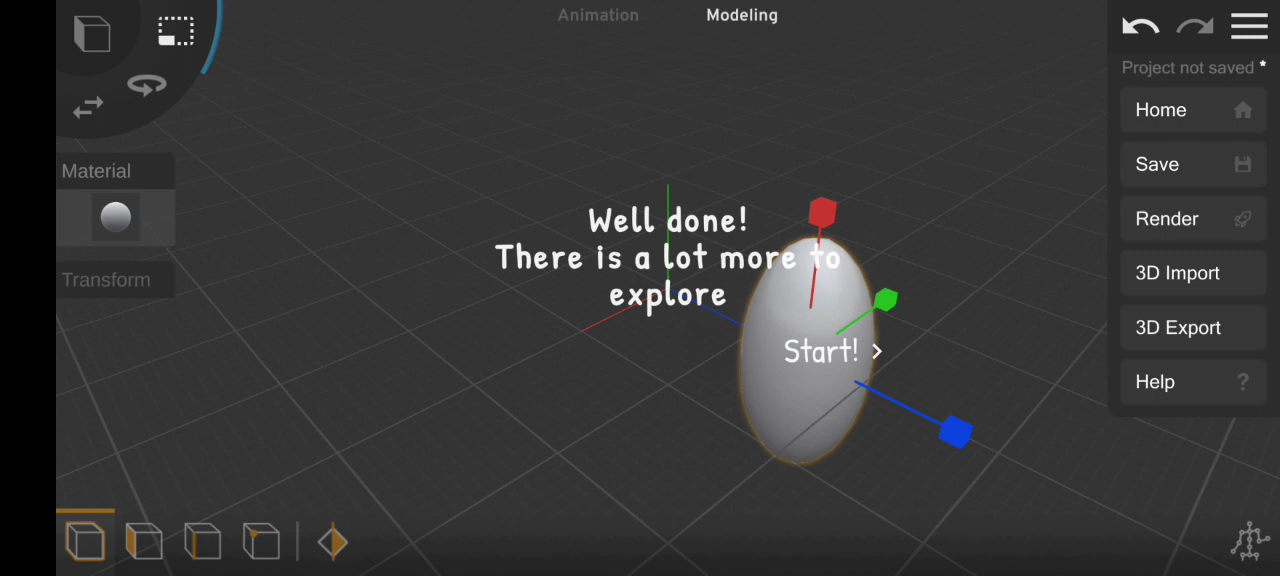 Animation
Modeling
Project not saved *
Material
Transform
Well done!
There is a lot more to
explore
Start! >
Home
Save
Render
3D Import
3D Export
Help
?